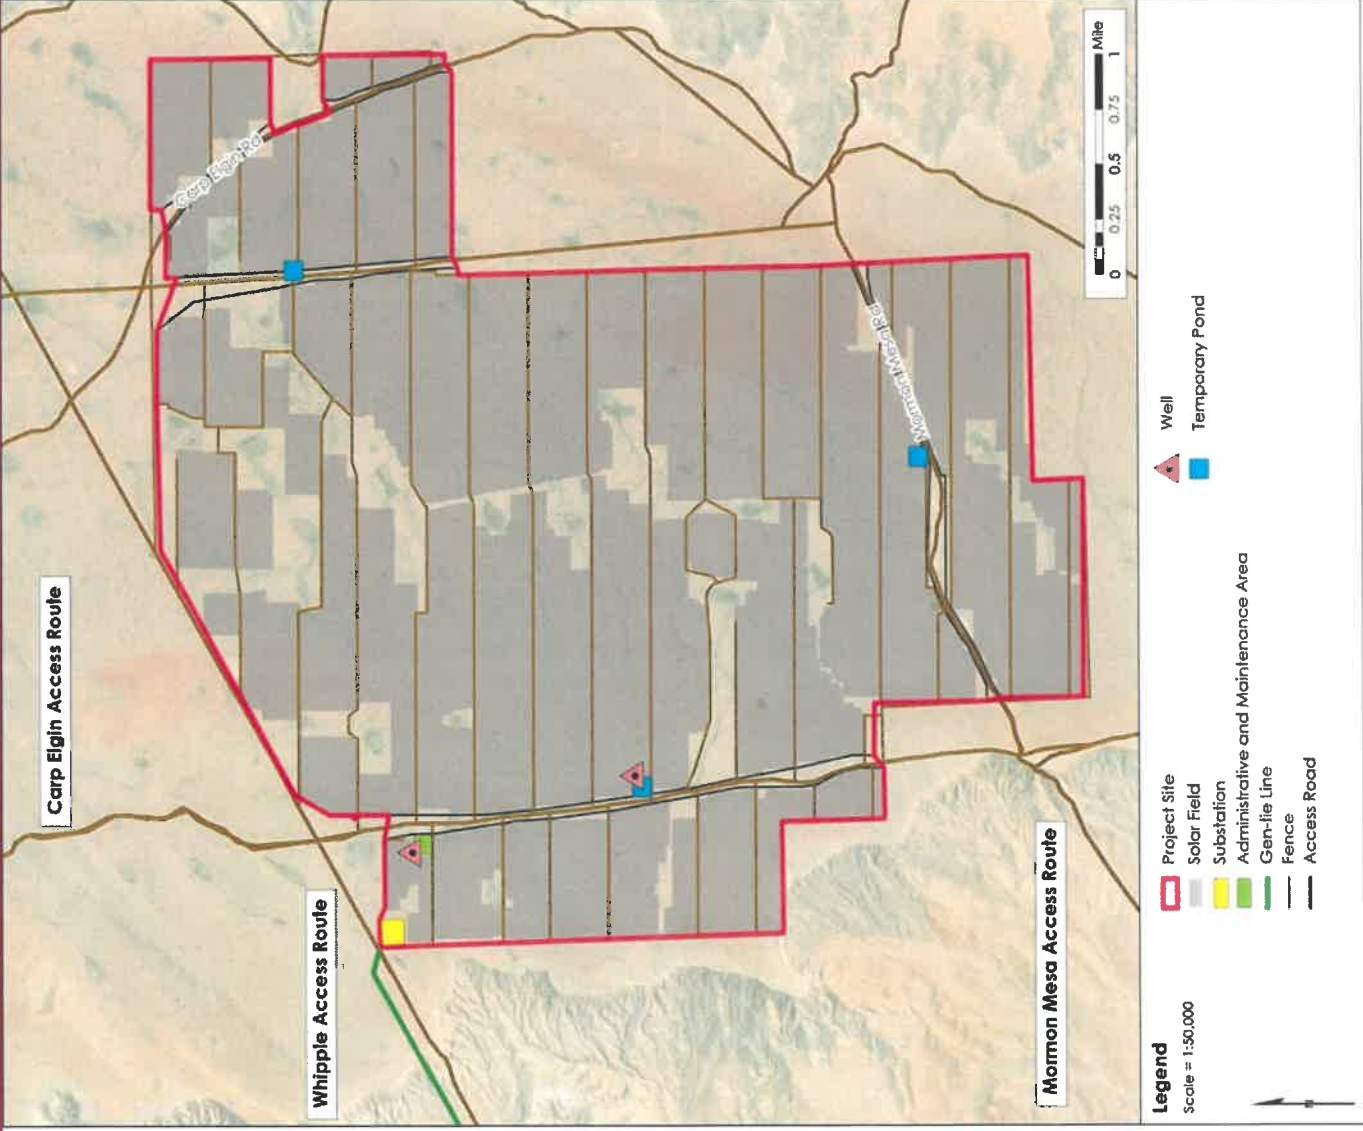 Carp Elgin Access Route
Whipple Access Route
Mormon Mesa Access Route
Carp Elgin Rd
Mormon Mesa Rd
0 0.25 0.5 0.75 1 Mile
Legend
Scale = 1:50,000
Project Site
Solar Field
Substation
Administrative and Maintenance Area
Gen-tie Line
Fence
Access Road
Well
Temporary Pond
N